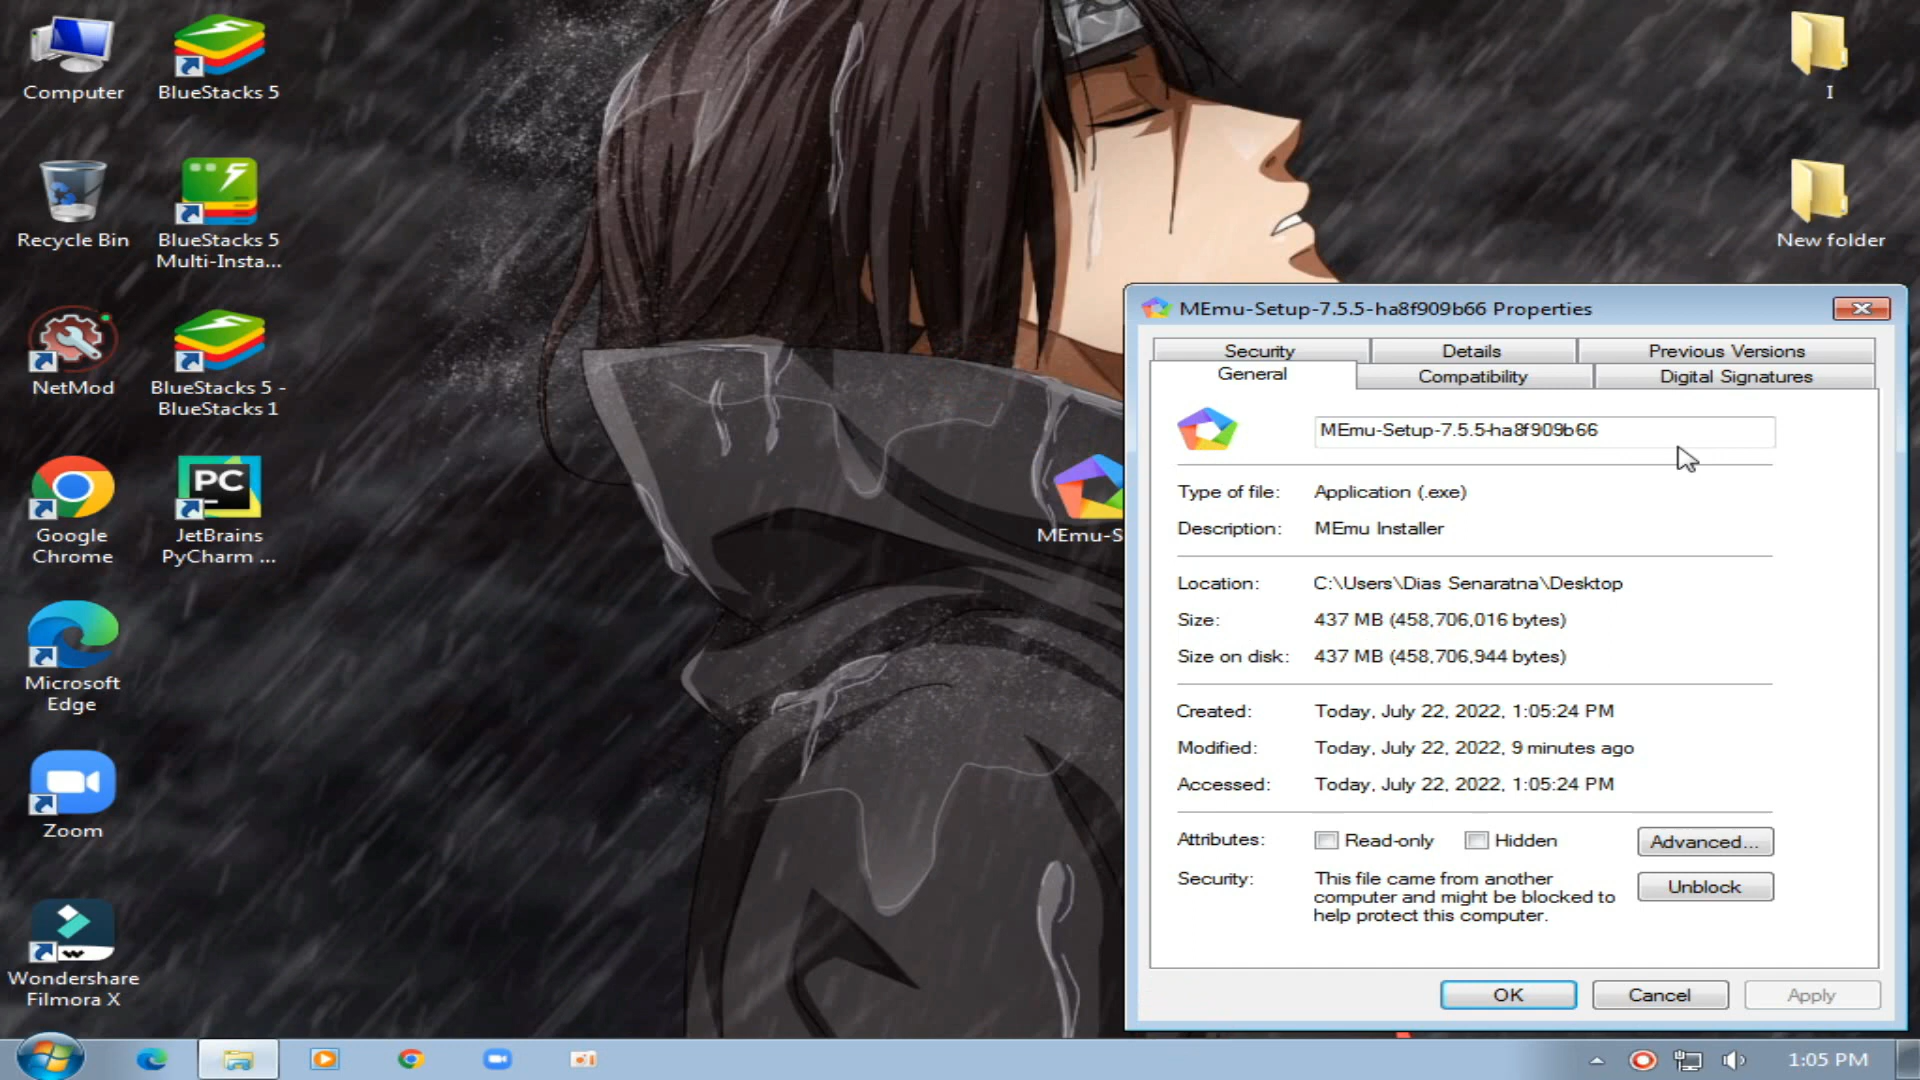 Computer
BlueStacks 5
Recycle Bin
BlueStacks 5
Multi-Insta...
NetMod
BlueStacks 5 -
BlueStacks 1
Google
Chrome
PC
JetBrains
PyCharm ...
Microsoft
Edge
Zoom
Wondershare
Filmora X
I
New folder
MEmu-S
MEmu-Setup-7.5.5-ha8f909b66 Properties
Security
Details
Previous Versions
General
Compatibility
Digital Signatures
MEmu-Setup-7.5.5-ha8f909b66
Type of file: Application (.exe)
Description: MEmu Installer
Location: C:\Users\Dias Senaratna\Desktop
Size: 437 MB (458,706,016 bytes)
Size on disk: 437 MB (458,706,944 bytes)
Created: Today, July 22, 2022, 1:05:24 PM
Modified: Today, July 22, 2022, 9 minutes ago
Accessed: Today, July 22, 2022, 1:05:24 PM
Attributes: Read-only Hidden Advanced...
Security: This file came from another
computer and might be blocked to
help protect this computer.
Unblock
OK
Cancel
Apply
1:05 PM